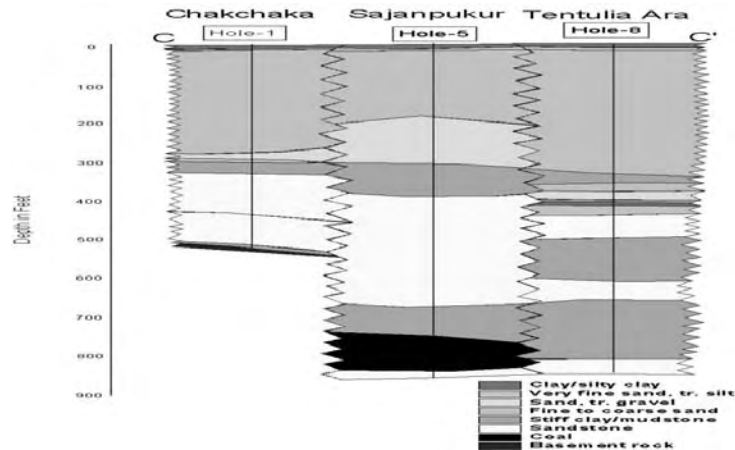 Chakchaka Sajanpukur Tentulia Ara
C Hole-1 Hole-5 Hole-8 C'
0
100
200
300
400
500
600
700
800
900
Depth in Feet
Clay/silty clay
Very fine sand, tr. silt
Sand, tr. gravel
Fine to coarse sand
Stiff clay/mudstone
Sandstone
Coal
Basement rock